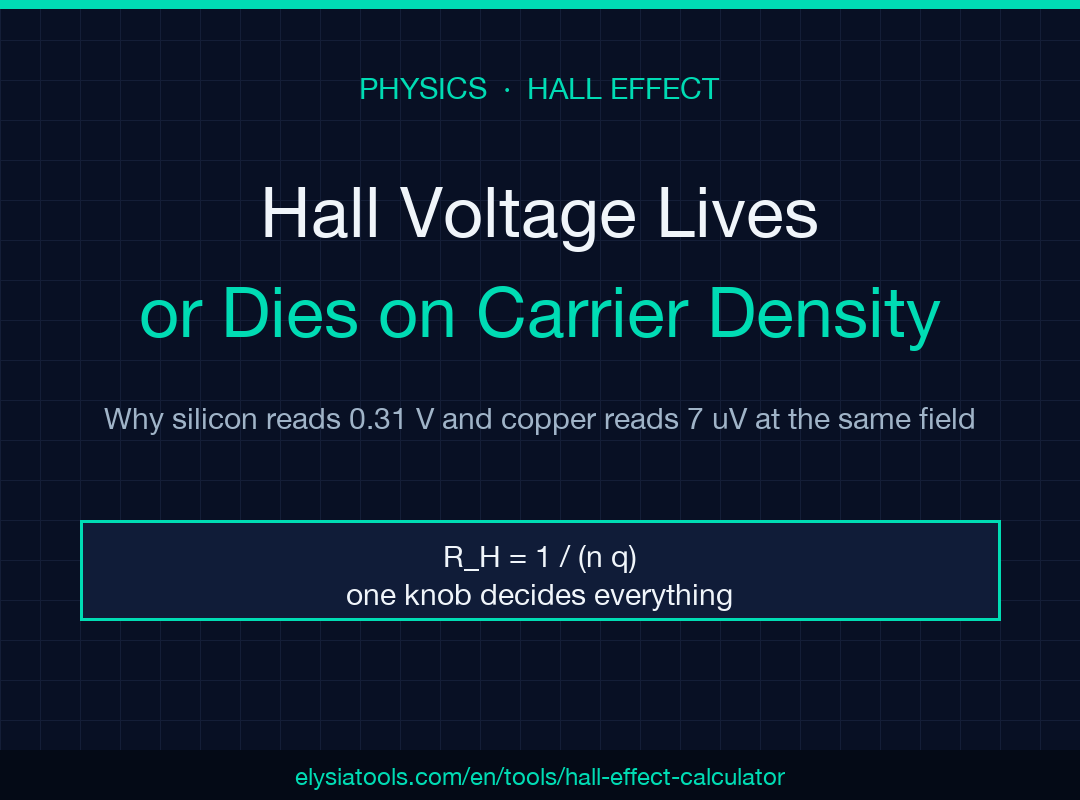 PHYSICS · HALL EFFECT
Hall Voltage Lives
or Dies on Carrier Density
Why silicon reads 0.31 V and copper reads 7 uV at the same field
R_H = 1 / (n q)
one knob decides everything
elysiatools.com/en/tools/hall-effect-calculator